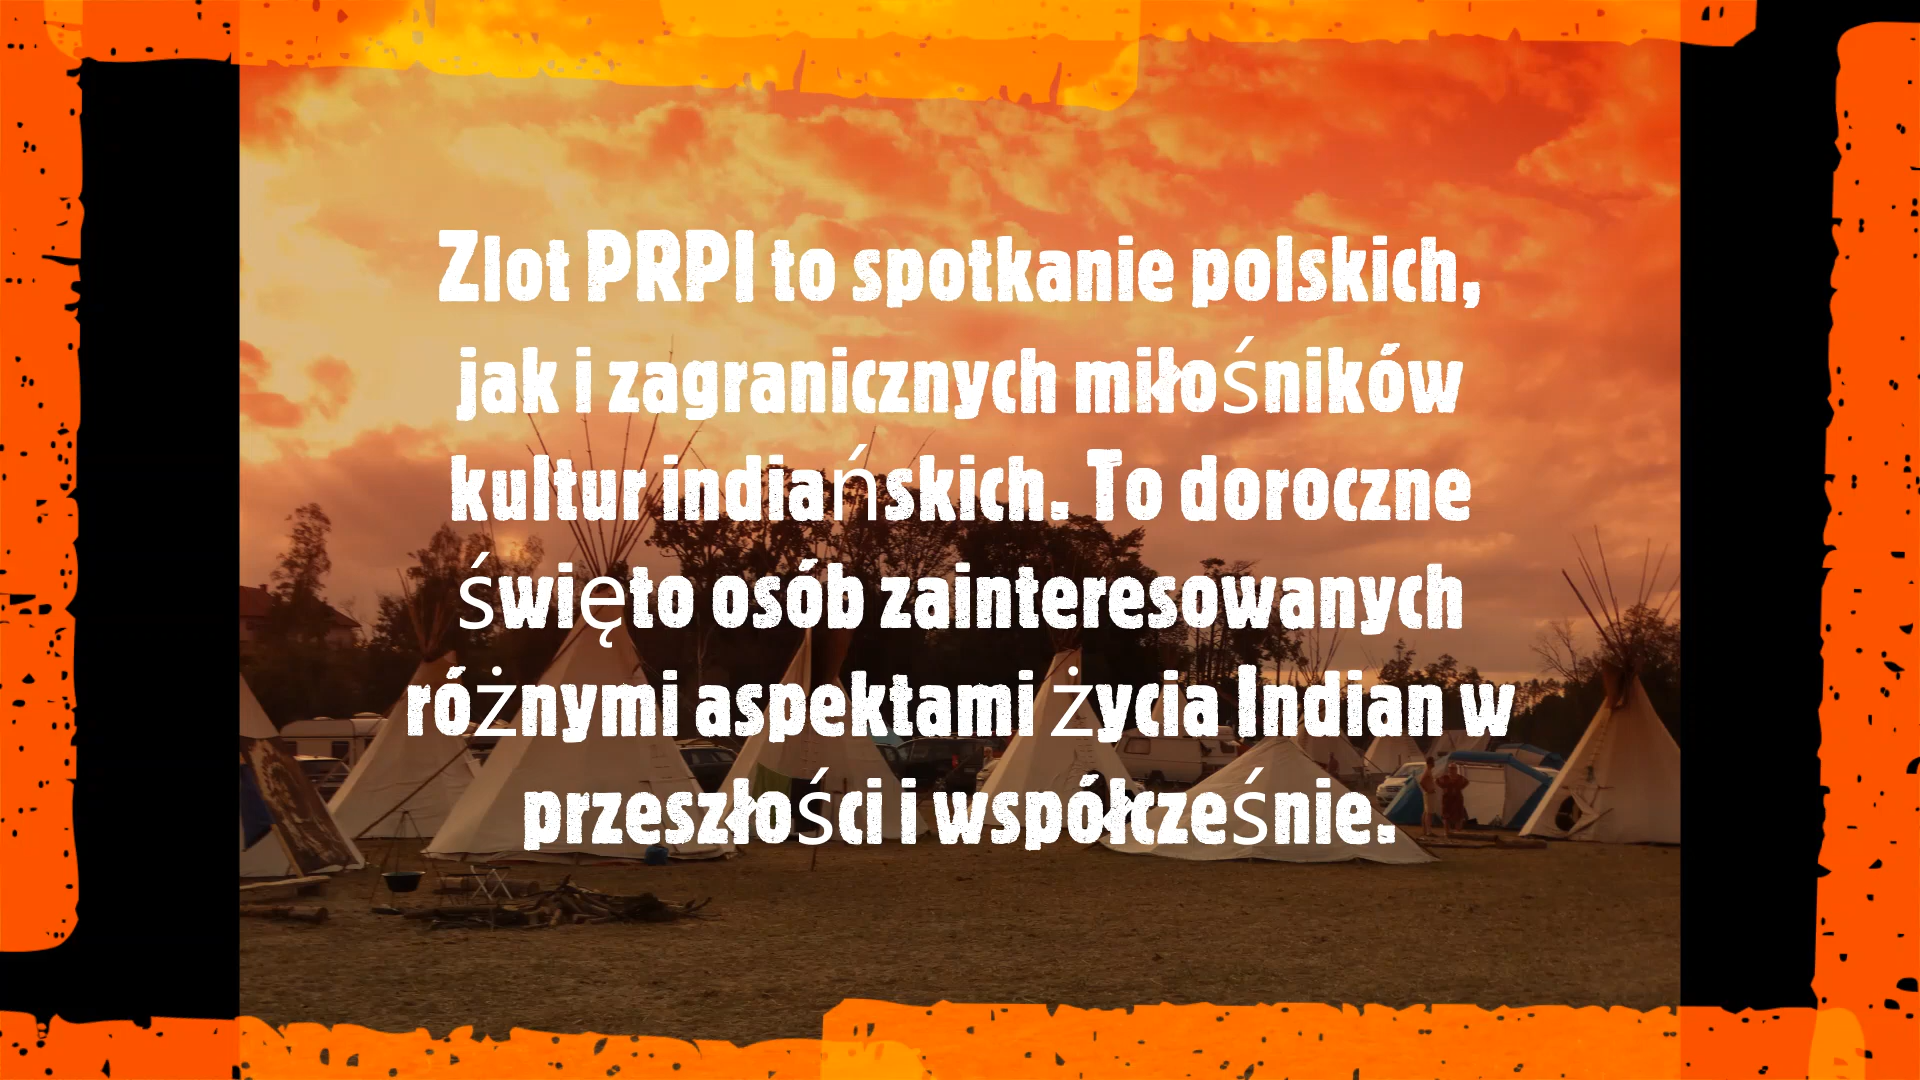 Zlot PRPI to spotkanie polskich,
jak i zagranicznych miłośników
kultur indiańskich. To doroczne
święto osób zainteresowanych
różnymi aspektami życia Indian w
przeszłości i współcześnie.